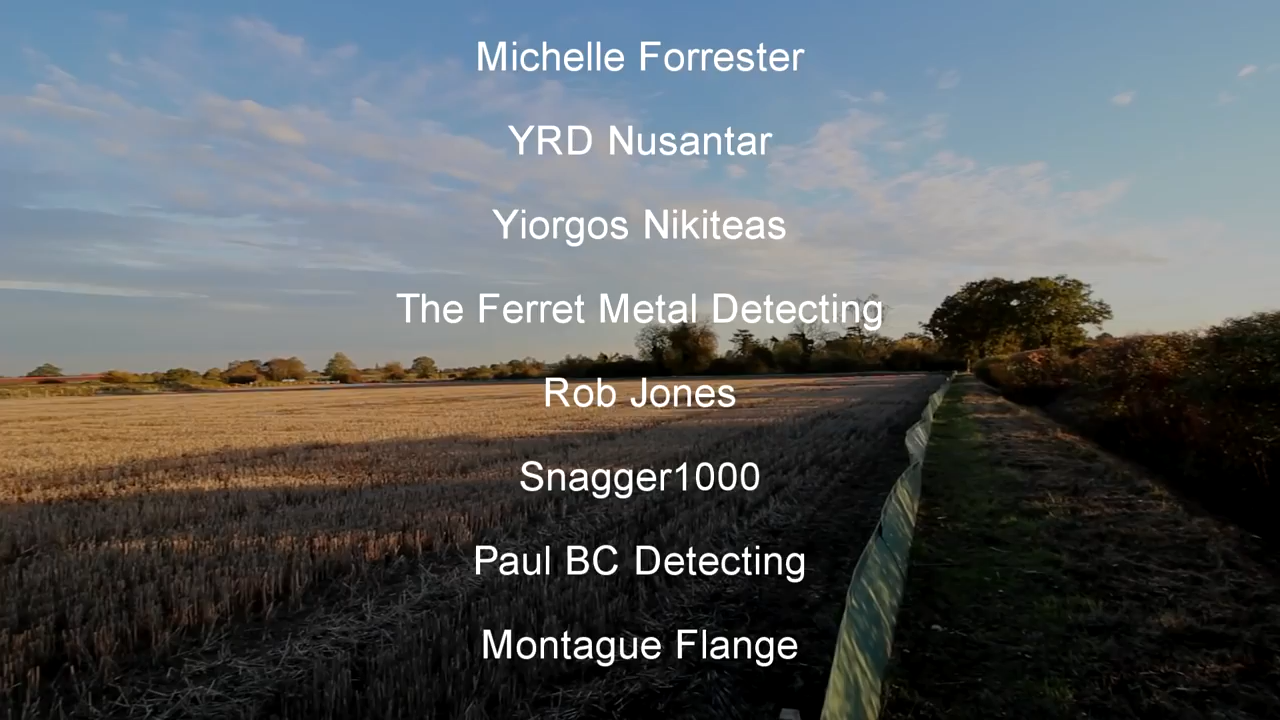 Michelle Forrester
YRD Nusantar
Yiorgos Nikiteas
The Ferret Metal Detecting
Rob Jones
Snagger1000
Paul BC Detecting
Montague Flange